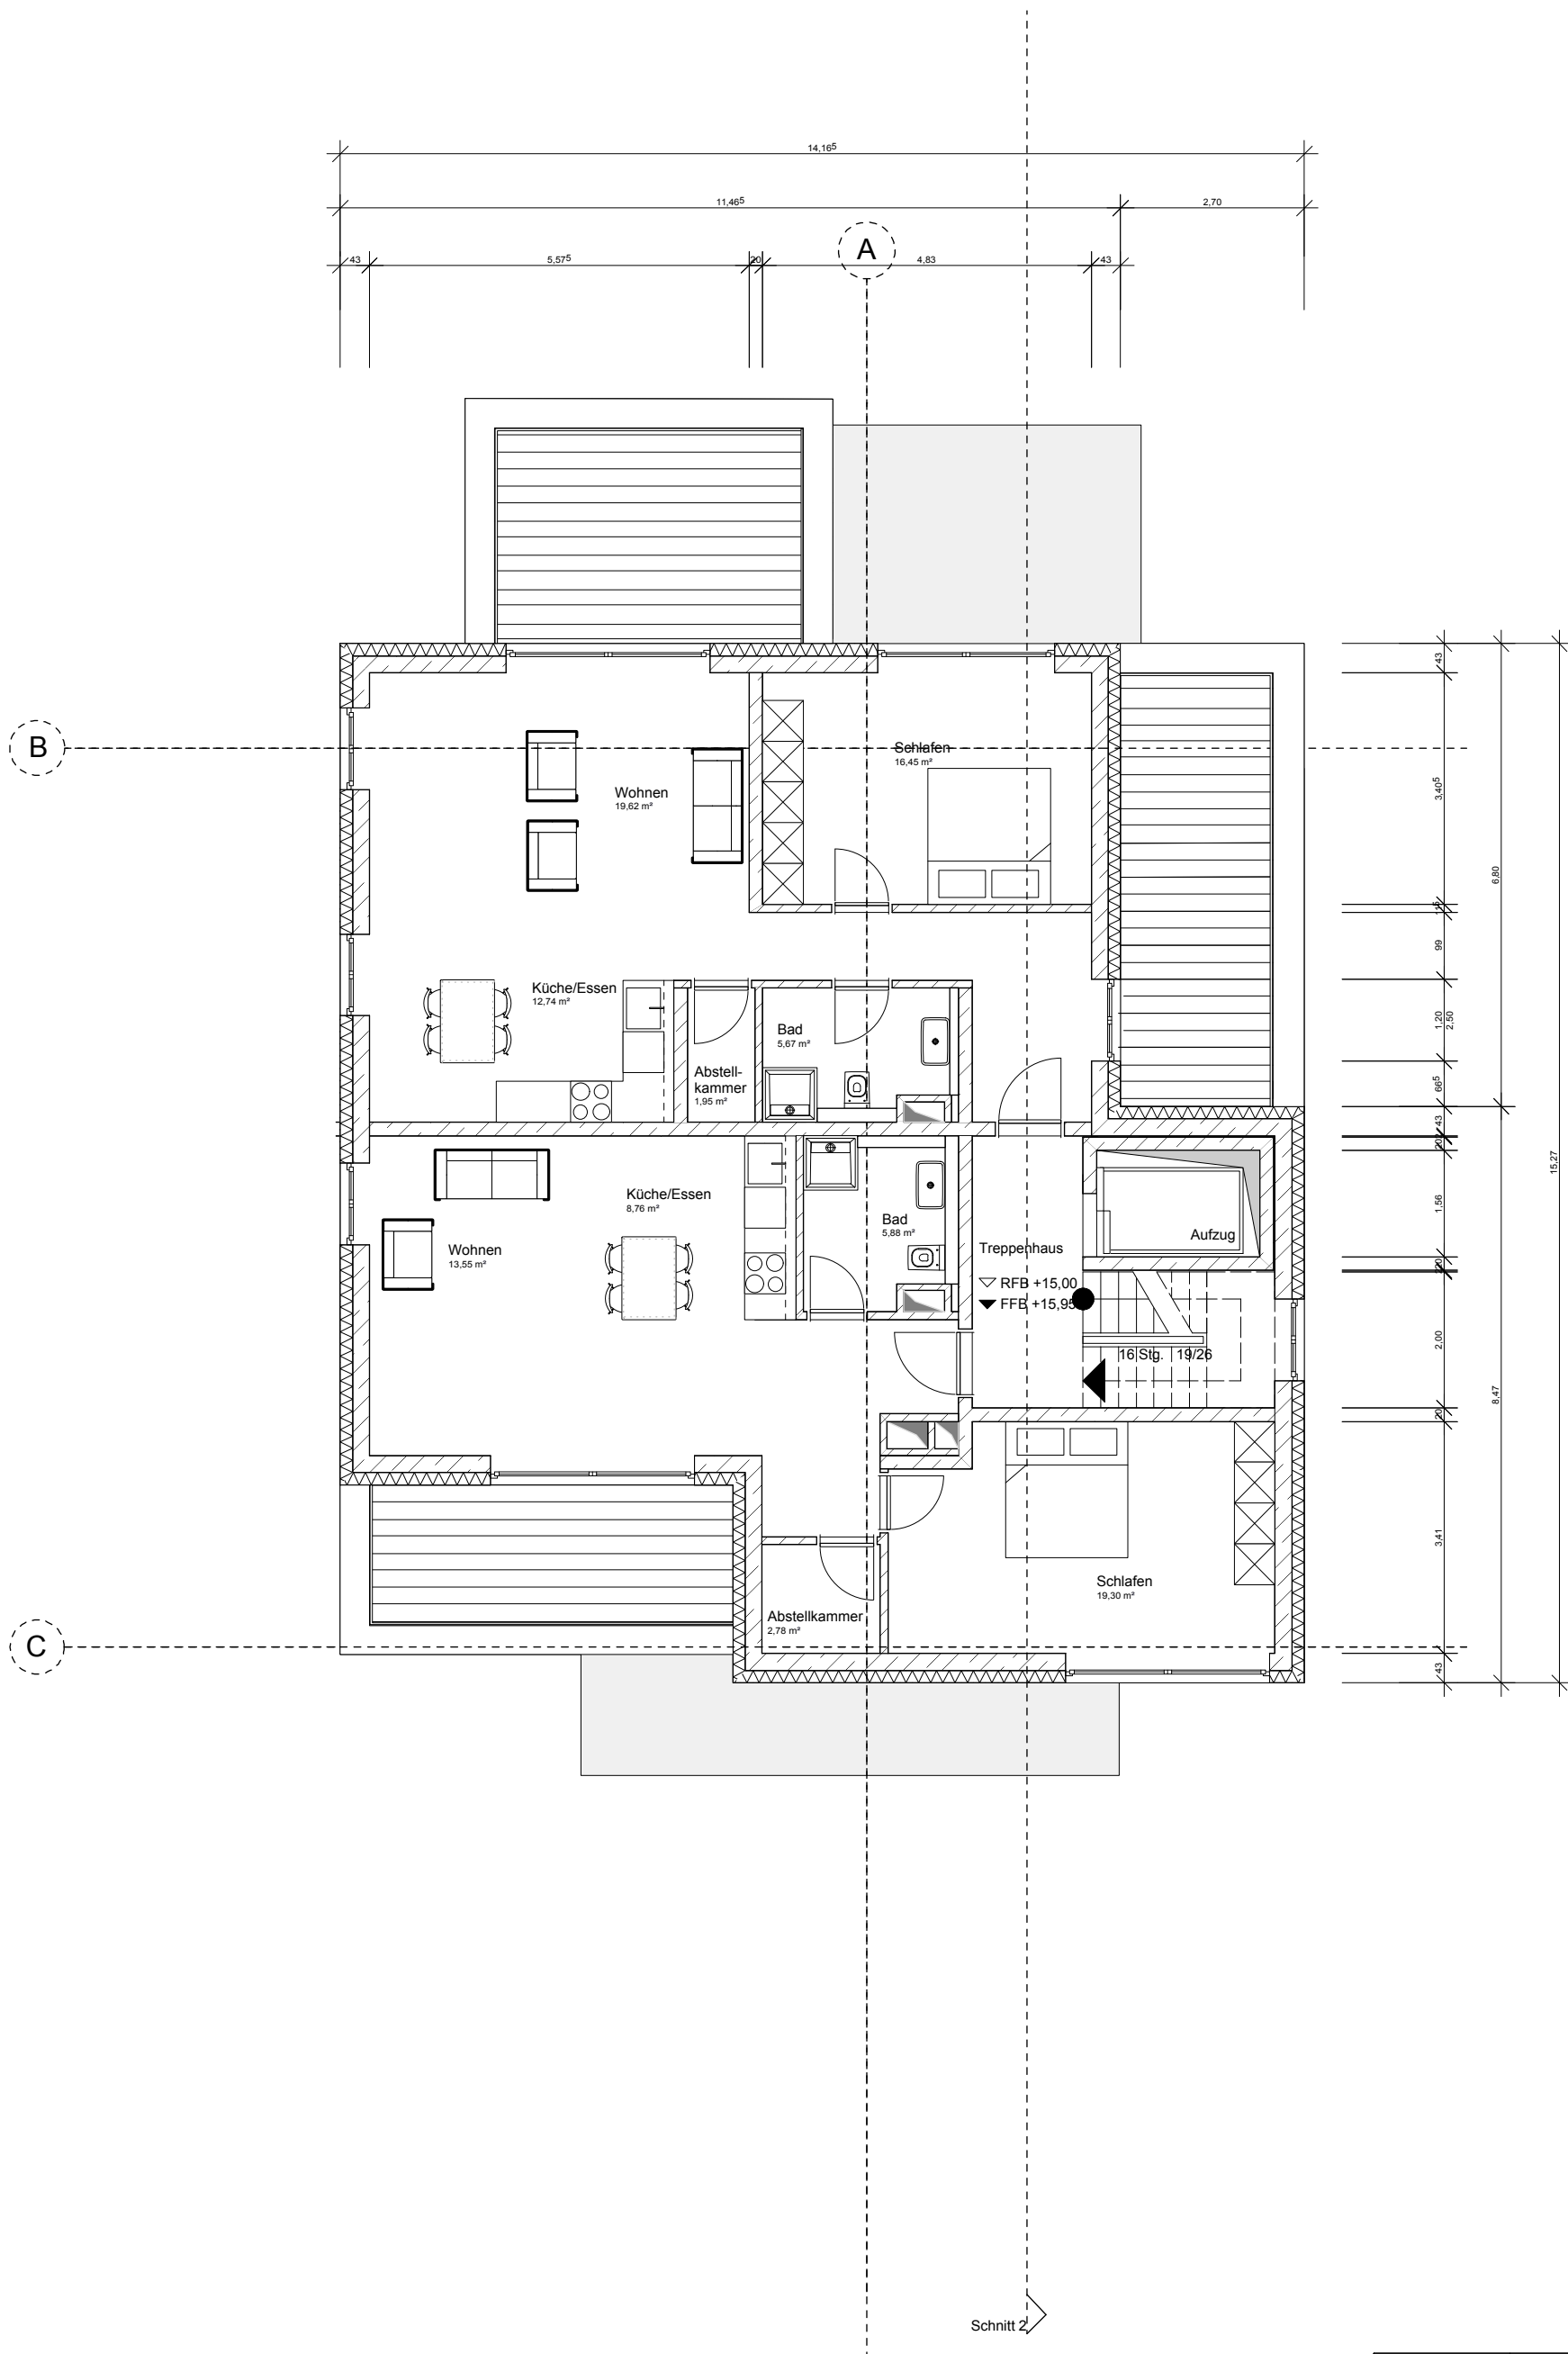 14,16⁵
11,46⁵
2,70
A
43
5,57⁵
20
4,83
43
B
Schlafen
16,45 m²
Wohnen
19,62 m²
Küche/Essen
12,74 m²
Bad
5,67 m²
Abstell-
kammer
1,95 m²
Küche/Essen
8,76 m²
Bad
5,88 m²
Wohnen
13,55 m²
Treppenhaus
Aufzug
RFB +15,00
FFB +15,95
16 Stg. 19/26
Schlafen
19,30 m²
Abstellkammer
2,78 m²
C
43
3,40⁵
99
1,20
2,50
66⁵
43
1,56
2,00
20
3,41
43
6,80
8,47
15,27
Schnitt 2